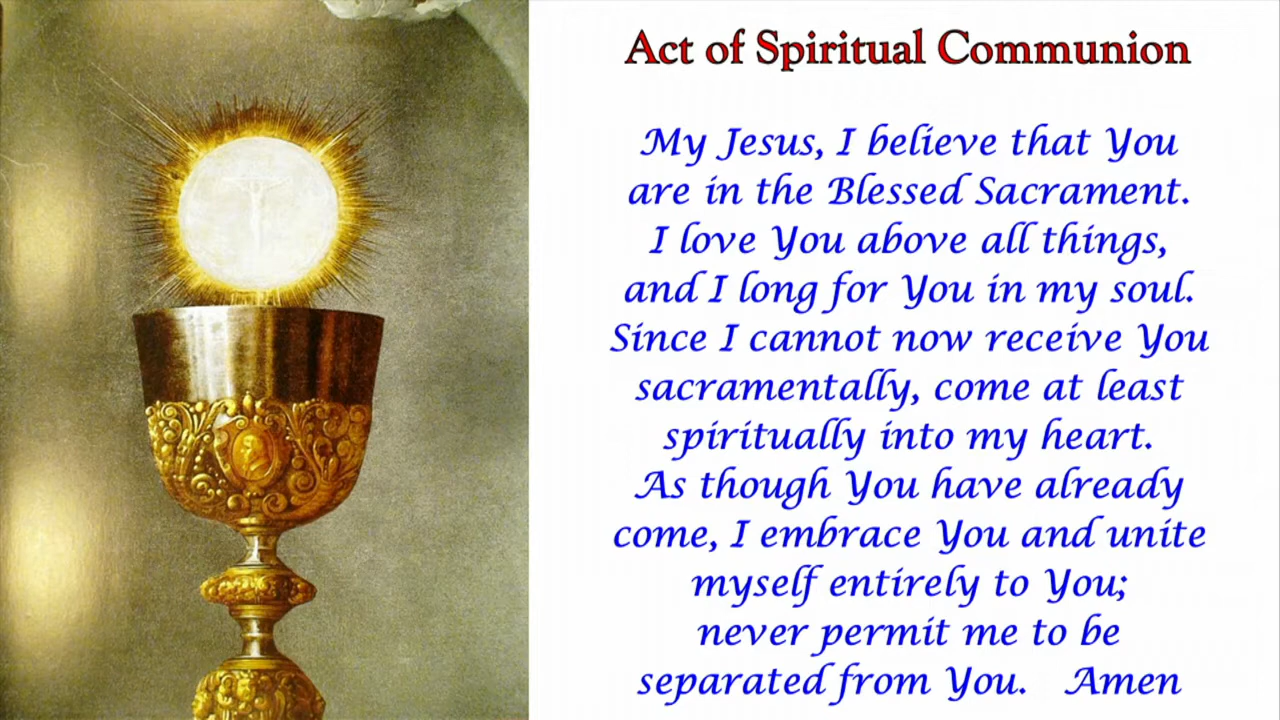 Act of Spiritual Communion
My Jesus, I believe that You
are in the Blessed Sacrament.
I love You above all things,
and I long for You in my soul.
Since I cannot now receive You
sacramentally, come at least
spiritually into my heart.
As though You have already
come, I embrace You and unite
myself entirely to You;
never permit me to be
separated from You. Amen